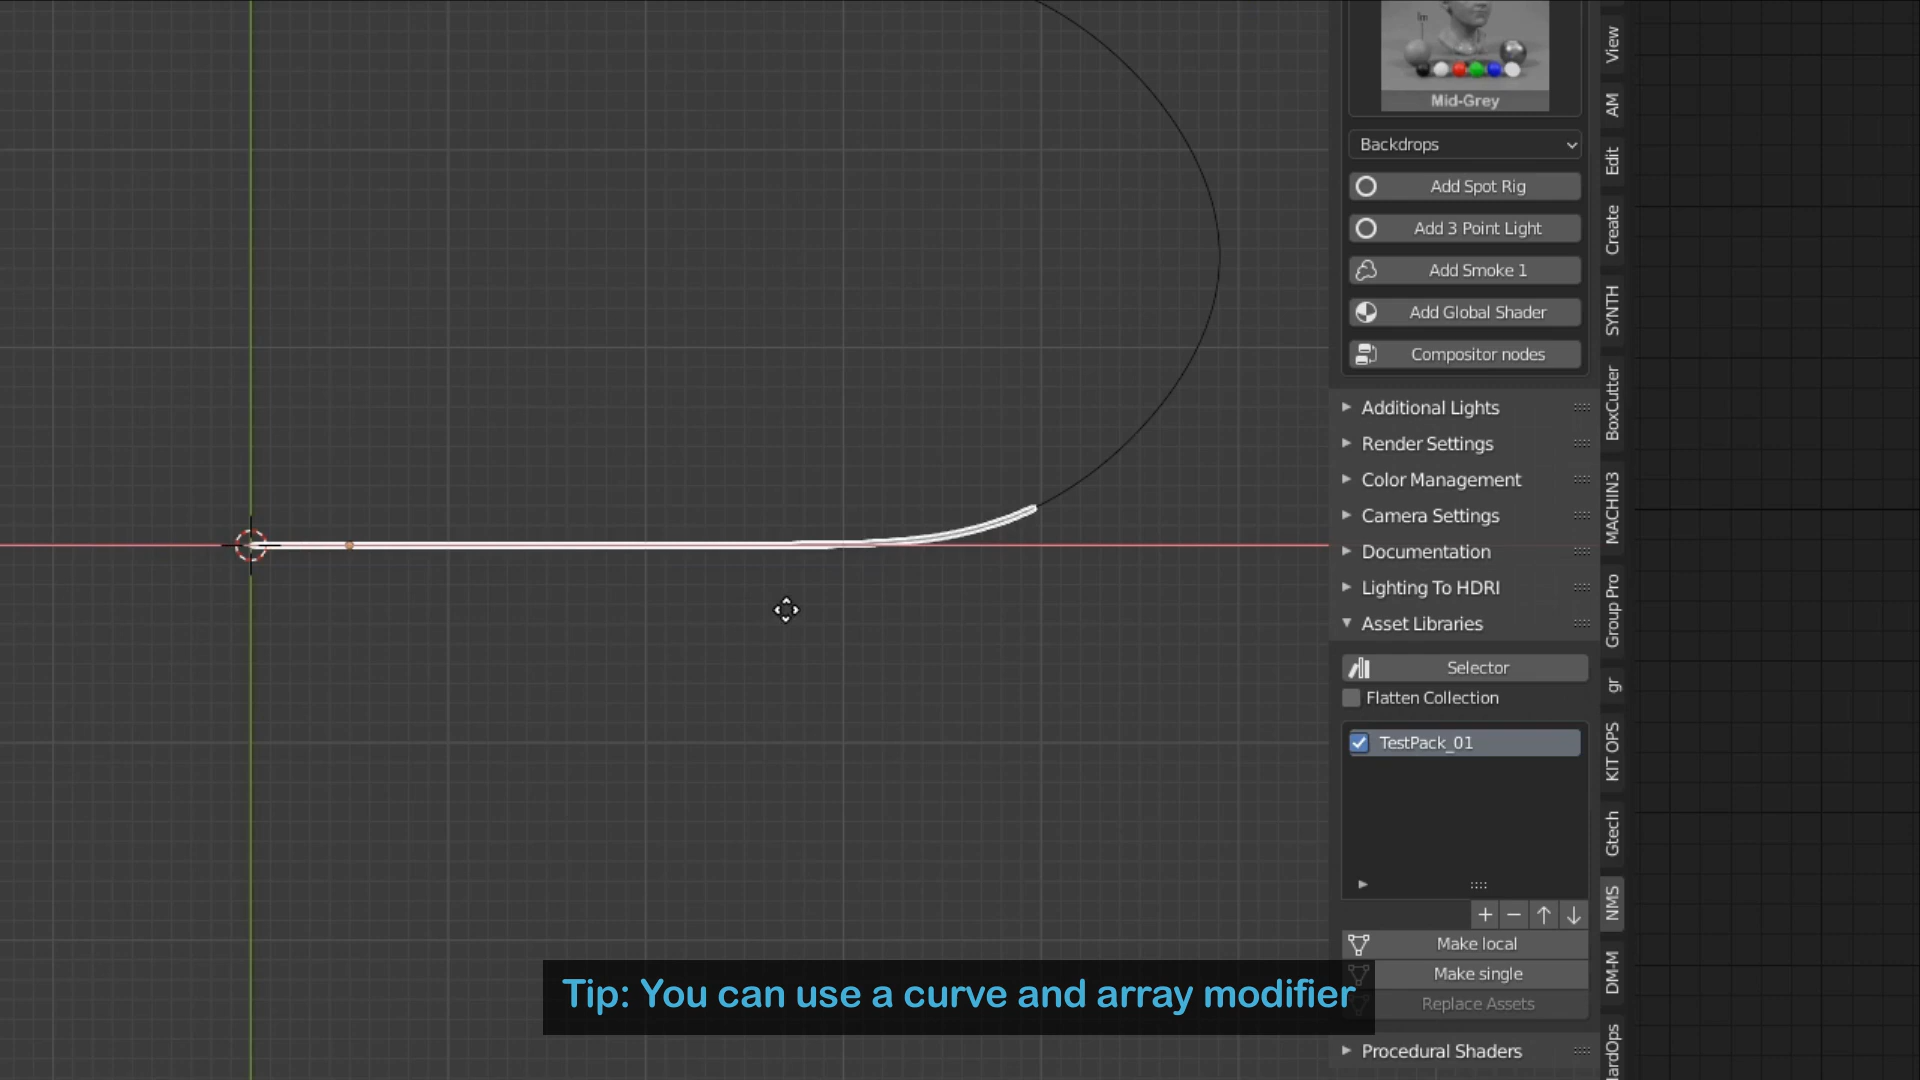 lm
Mid-Grey
Backdrops
Add Spot Rig
Add 3 Point Light
Add Smoke 1
Add Global Shader
Compositor nodes
Additional Lights
Render Settings
Color Management
Camera Settings
Documentation
Lighting To HDRI
Asset Libraries
Selector
Flatten Collection
TestPack_01
Make local
Make single
Replace Assets
Procedural Shaders
View
AM
Edit
Create
SYNTH
BoxCutter
MACHIN3
Group Pro
gr
KIT OPS
Gtech
NMS
DM-M
ardOps
Tip: You can use a curve and array modifier